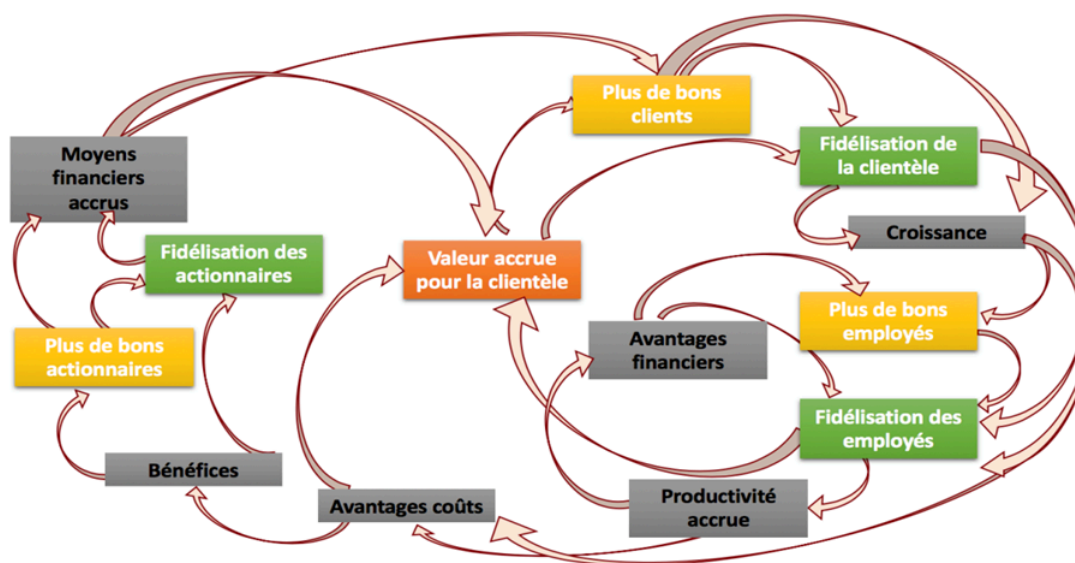 Plus de bons
clients
Moyens
financiers
accrus
Fidélisation de
la clientèle
Fidélisation des
actionnaires
Valeur accrue
pour la clientèle
Croissance
Plus de bons
actionnaires
Avantages
financiers
Plus de bons
employés
Fidélisation des
employés
Bénéfices
Avantages coûts
Productivité
accrue